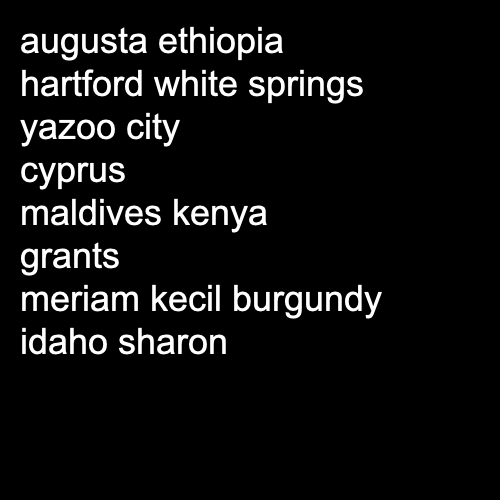 augusta ethiopia
hartford white springs
yazoo city
cyprus
maldives kenya
grants
meriam kecil burgundy
idaho sharon